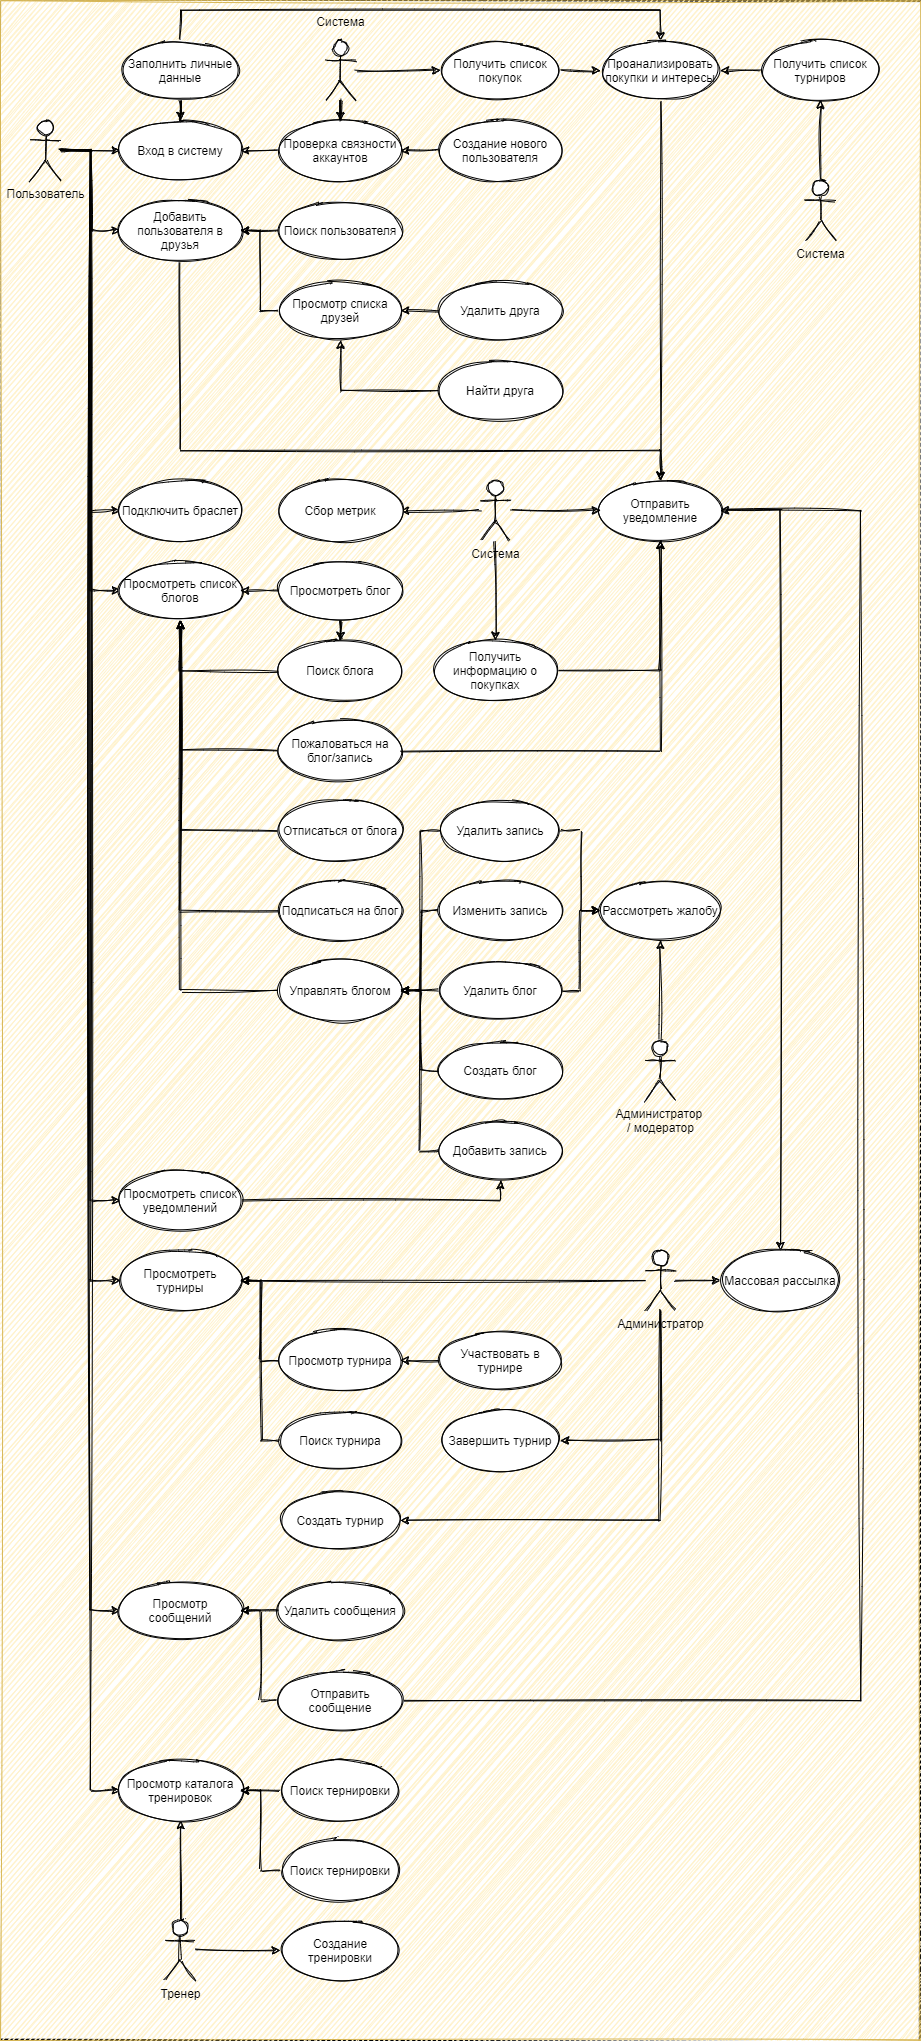 Система
Заполнить личные
данные
Получить список
покупок
Проанализировать
покупки и интересы
Получить список
турниров
Пользователь
Вход в систему
Проверка связности
аккаунтов
Создание нового
пользователя
Добавить
пользователя в
друзья
Поиск пользователя
Система
Просмотр списка
друзей
Удалить друга
Найти друга
Подключить браслет
Сбор метрик
Система
Отправить
уведомление
Просмотреть список
блогов
Просмотреть блог
Поиск блога
Получить
информацию о
покупках
Пожаловаться на
блог/запись
Отписаться от блога
Удалить запись
Подписаться на блог
Изменить запись
Рассмотреть жалобу
Управлять блогом
Удалить блог
Создать блог
Администратор
/ модератор
Добавить запись
Просмотреть список
уведомлений
Просмотреть
турниры
Администратор
Массовая рассылка
Просмотр турнира
Участвовать в
турнире
Поиск турнира
Завершить турнир
Создать турнир
Просмотр
сообщений
Удалить сообщения
Отправить
сообщение
Просмотр каталога
тренировок
Поиск тернировки
Поиск тернировки
Создание
тренировки
Тренер